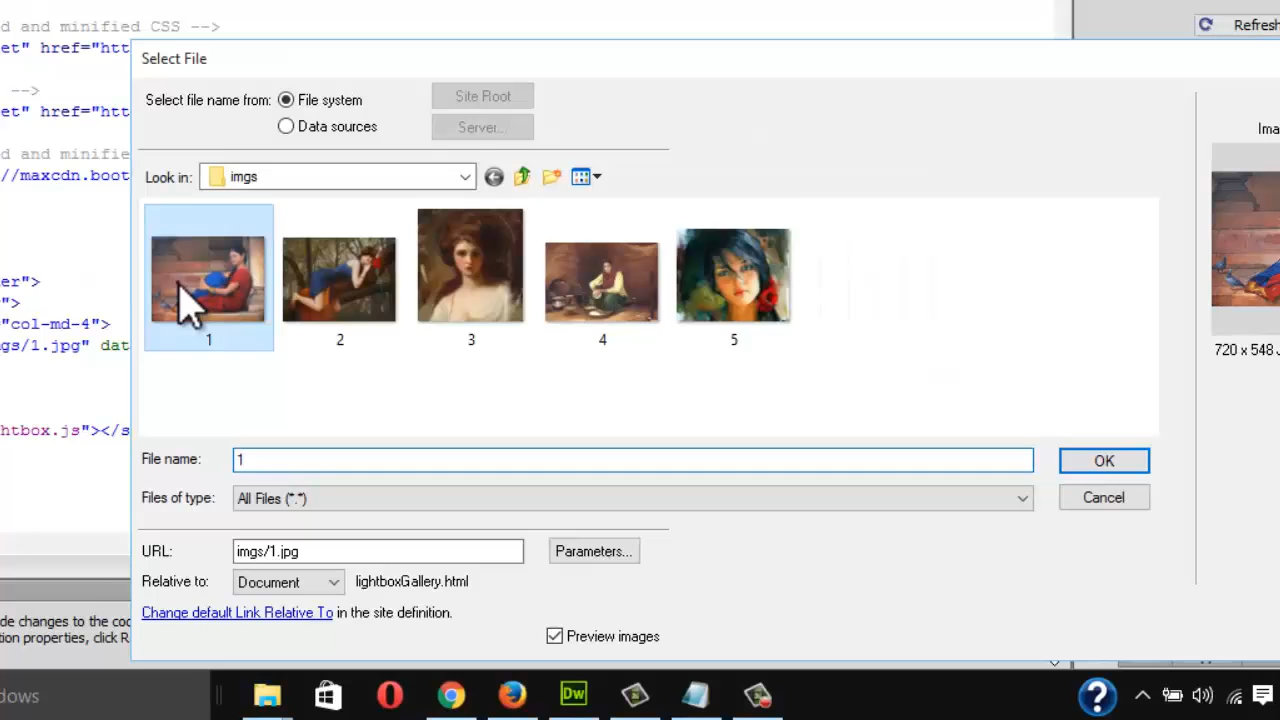 d and minified CSS -->
et" href="htt
-->
et" href="htt
d and minifie
//maxcdn.boot
er">
">
"col-md-4">
gs/1.jpg" dat
htbox.js"></s
Refresh
Select File
Select file name from: File system Site Root
Data sources Server...
Look in: imgs
Ima
1 2 3 4 5
720 x 548
File name: 1 OK
Files of type: All Files (*.*) Cancel
URL: imgs/1.jpg Parameters...
Relative to: Document lightboxGallery.html
Change default Link Relative To in the site definition.
Preview images
de changes to the coc
tion properties, click R
dows
Dw
?